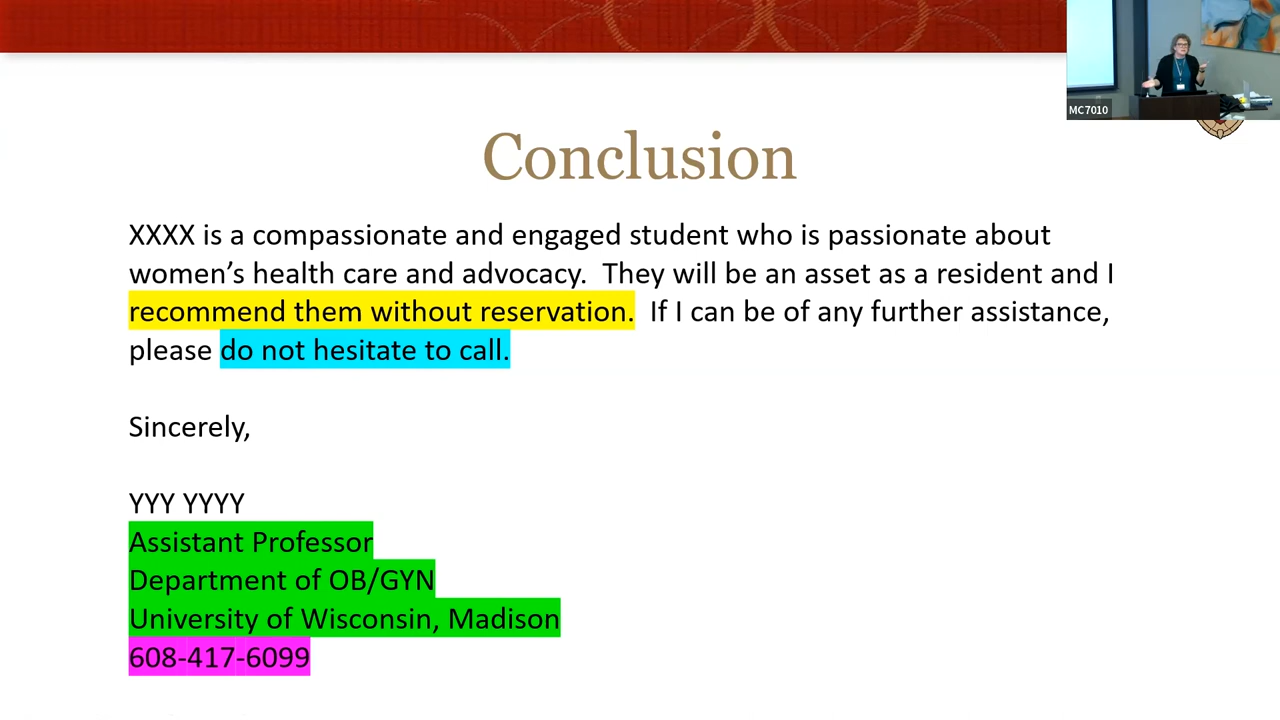 MC7010
Conclusion
XXXX is a compassionate and engaged student who is passionate about
women’s health care and advocacy.  They will be an asset as a resident and I
recommend them without reservation.  If I can be of any further assistance,
please do not hesitate to call.
Sincerely,
YYY YYYY
Assistant Professor
Department of OB/GYN
University of Wisconsin, Madison
608-417-6099